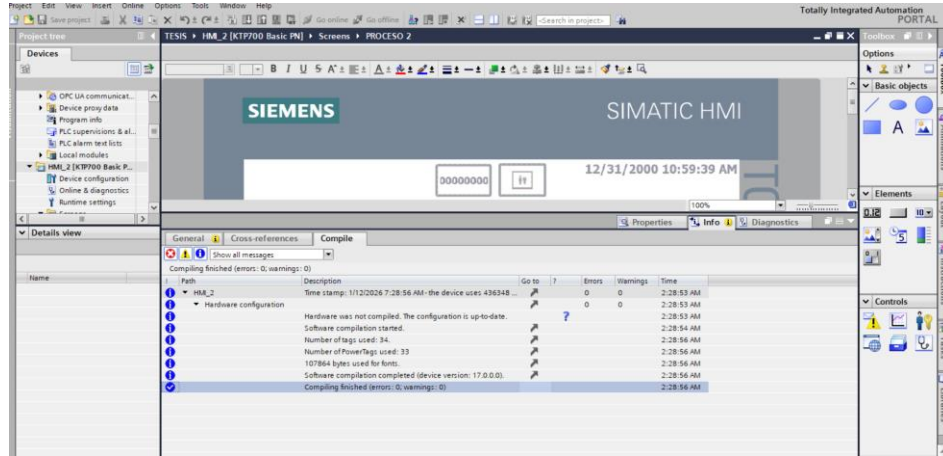 Project Edit View Insert Online Options Tools Window Help
Totally Integrated Automation
PORTAL
Save project Go online Go offline <Search in project>
Project tree
TESIS HMI_2 [KTP700 Basic PN] Screens PROCESO 2
Toolbox
Devices
Options
B I U S A
OPC UA communicat...
Device proxy data
Program info
PLC supervisions & al...
PLC alarm text lists
Local modules
HMI_2 [KTP700 Basic P...
Device configuration
Online & diagnostics
Runtime settings
SIEMENS
SIMATIC HMI
00000000
12/31/2000 10:59:39 AM
TO
100%
Basic objects
A
Elements
0.12
10
5
Controls
Properties Info Diagnostics
Details view
Name
General Cross-references Compile
Show all messages
Compiling finished (errors: 0; warnings: 0)
! Path Description Go to ? Errors Warnings Time
HMI_2 Time stamp: 1/12/2026 7:28:56 AM - the device uses 436348 ... 0 0 2:28:53 AM
Hardware configuration 0 0 2:28:53 AM
Hardware was not compiled. The configuration is up-to-date. ? 2:28:53 AM
Software compilation started. 2:28:54 AM
Number of tags used: 34. 2:28:56 AM
Number of PowerTags used: 33 2:28:56 AM
107864 bytes used for fonts. 2:28:56 AM
Software compilation completed (device version: 17.0.0.0). 2:28:56 AM
Compiling finished (errors: 0; warnings: 0) 2:28:56 AM